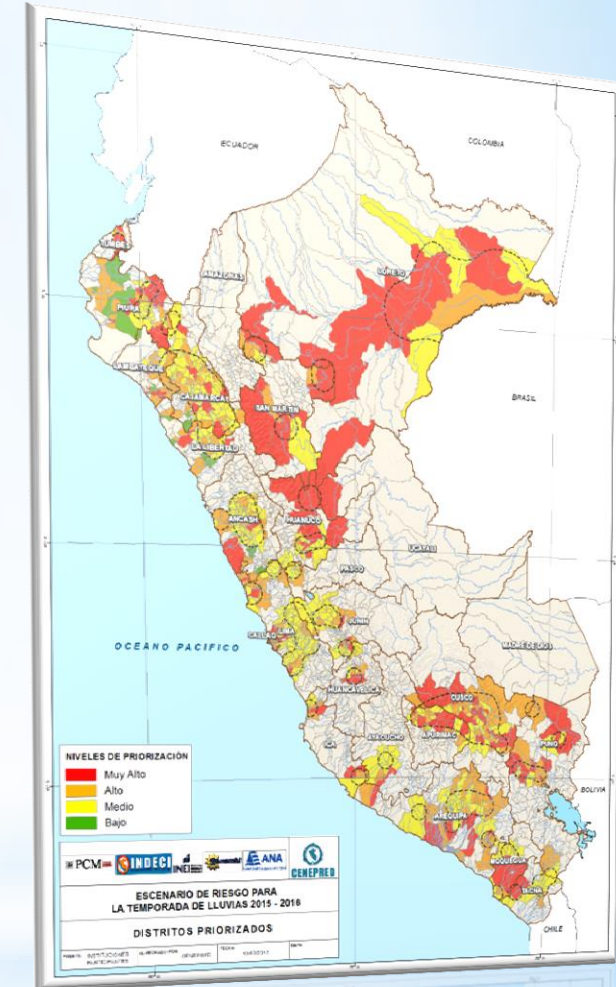 ECUADOR
COLOMBIA
TUMBES
AMAZONAS
LORETO
PIURA
LAMBAYEQUE
CAJAMARCA
SAN MARTIN
BRASIL
LA LIBERTAD
ANCASH
HUANUCO
UCAYALI
PASCO
OCEANO PACIFICO
CALLAO
LIMA
JUNIN
MADRE DE DIOS
HUANCAVELICA
CUSCO
ICA
AYACUCHO
APURIMAC
PUNO
BOLIVIA
AREQUIPA
MOQUEGUA
TACNA
CHILE
NIVELES DE PRIORIZACIÓN
Muy Alto
Alto
Medio
Bajo
PCM
INDECI
INEI
ANA
CENEPRED
ESCENARIO DE RIESGO PARA
LA TEMPORADA DE LLUVIAS 2015 - 2016
DISTRITOS PRIORIZADOS